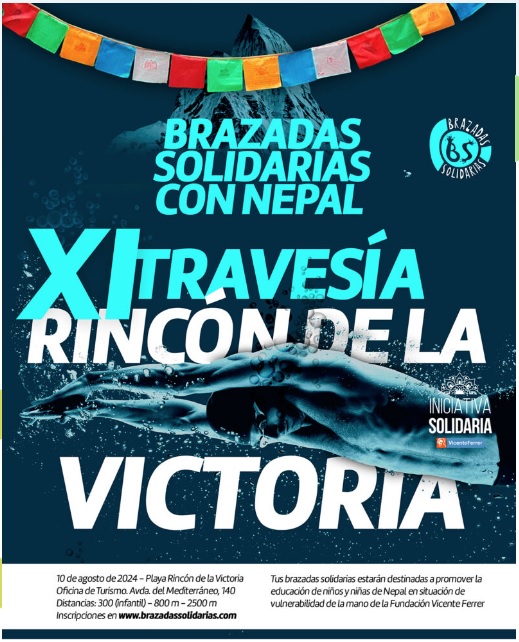 BRAZADAS
SOLIDARIAS
CON NEPAL
BRAZADAS
BS
SOLIDARIAS
XI TRAVESÍA
RINCÓN DE LA
VICTORIA
INICIATIVA
SOLIDARIA
Vicente Ferrer
10 de agosto de 2024 – Playa Rincón de la Victoria
Oficina de Turismo. Avda. del Mediterráneo, 140
Distancias: 300 (infantil) – 800 m – 2500 m
Inscripciones en www.brazadassolidarias.com
Tus brazadas solidarias estarán destinadas a promover la
educación de niños y niñas de Nepal en situación de
vulnerabilidad de la mano de la Fundación Vicente Ferrer